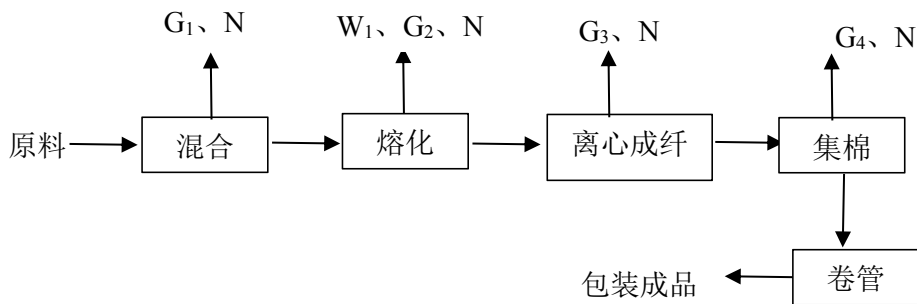 G₁、N
W₁、G₂、N
G₃、N
G₄、N
原料
混合
熔化
离心成纤
集棉
包装成品
卷管